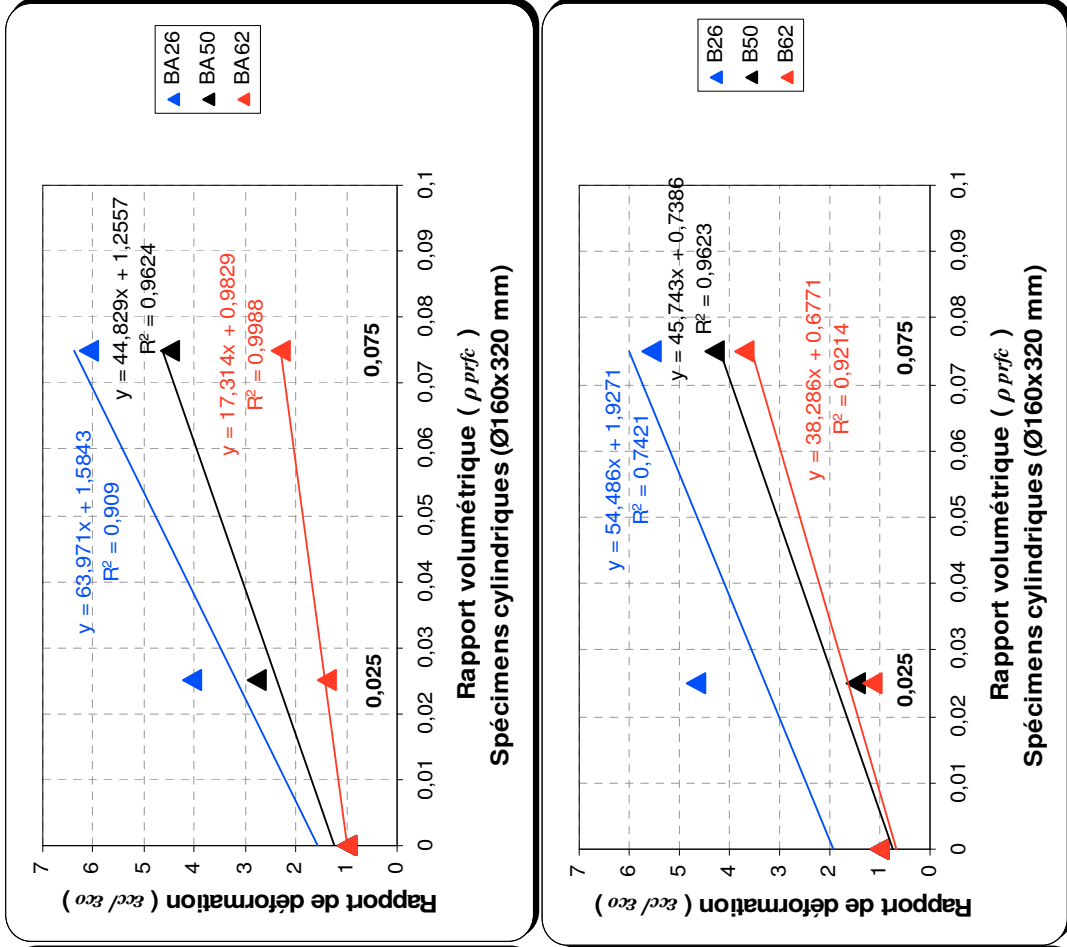 BA26
BA50
BA62
7
6
5
4
3
2
1
0
0
0,01
0,02
0,03
0,04
0,05
0,06
0,07
0,08
0,09
0,1
y = 63,971x + 1,5843
R² = 0,909
y = 44,829x + 1,2557
R² = 0,9624
y = 17,314x + 0,9829
R² = 0,9988
0,025
0,075
Rapport de déformation ( εcc/ εco )
Rapport volumétrique ( ρ prfc )
Spécimens cylindriques (Ø160x320 mm)
B26
B50
B62
7
6
5
4
3
2
1
0
0
0,01
0,02
0,03
0,04
0,05
0,06
0,07
0,08
0,09
0,1
y = 54,486x + 1,9271
R² = 0,7421
y = 45,743x + 0,7386
R² = 0,9623
y = 38,286x + 0,6771
R² = 0,9214
0,025
0,075
Rapport de déformation ( εcc/ εco )
Rapport volumétrique ( ρ prfc )
Spécimens cylindriques (Ø160x320 mm)